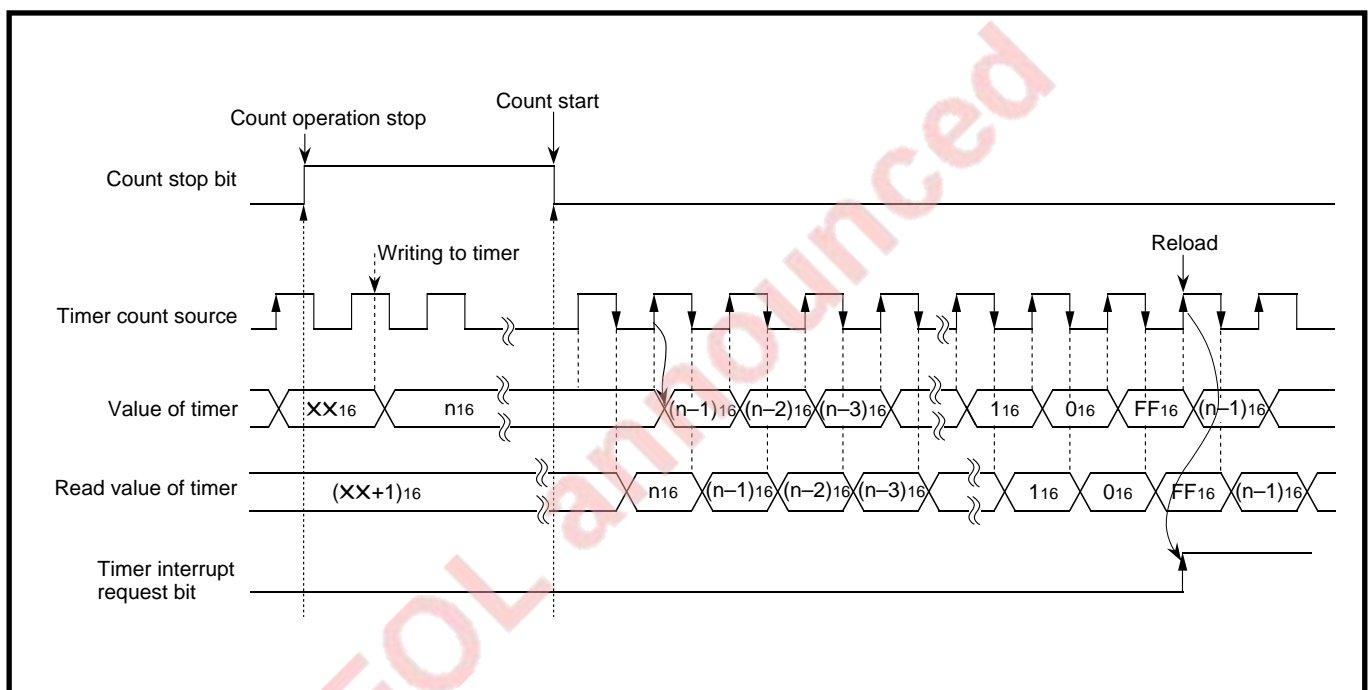 Count start
Count operation stop
Count stop bit
Writing to timer
Reload
Timer count source
Value of timer
XX16
n16
(n–1)16
(n–2)16
(n–3)16
116
016
FF16
(n–1)16
Read value of timer
(XX+1)16
n16
(n–1)16
(n–2)16
(n–3)16
116
016
FF16
(n–1)16
Timer interrupt
request bit
EOL announced